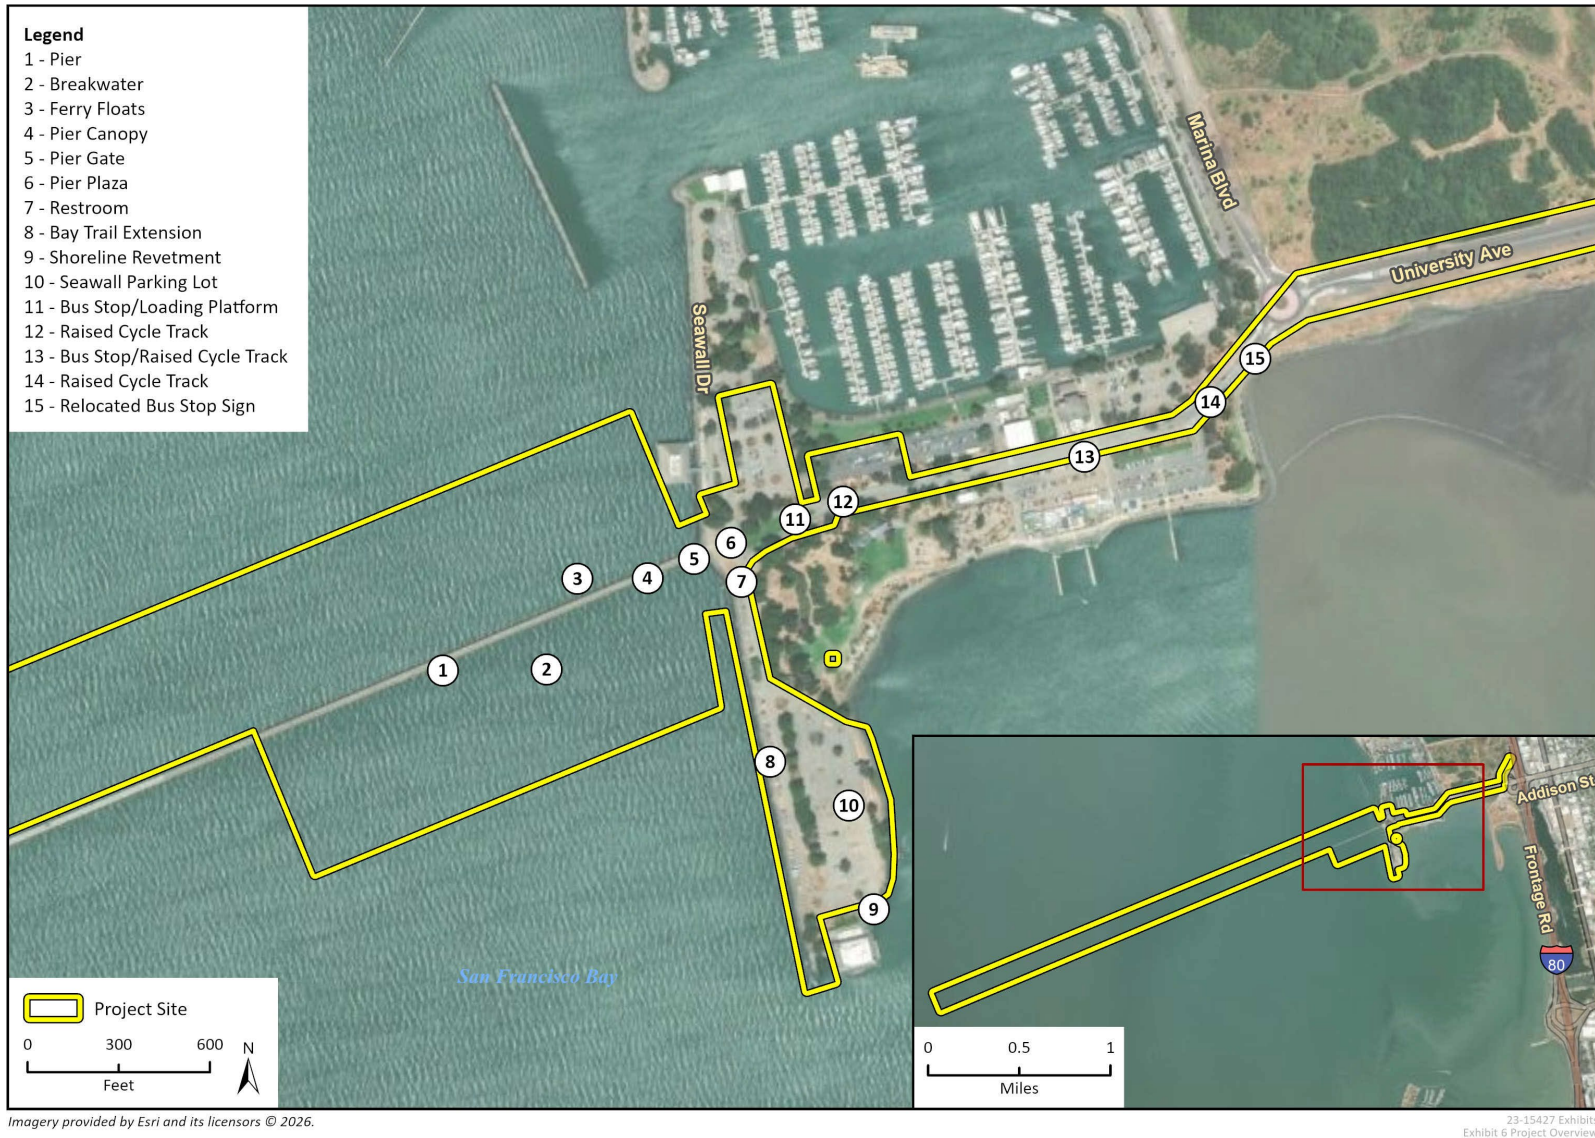 Legend
1 - Pier
2 - Breakwater
3 - Ferry Floats
4 - Pier Canopy
5 - Pier Gate
6 - Pier Plaza
7 - Restroom
8 - Bay Trail Extension
9 - Shoreline Revetment
10 - Seawall Parking Lot
11 - Bus Stop/Loading Platform
12 - Raised Cycle Track
13 - Bus Stop/Raised Cycle Track
14 - Raised Cycle Track
15 - Relocated Bus Stop Sign
Marina Blvd
University Ave
Seawall Dr
15
14
13
12
11
6
5
7
3
4
1
2
8
10
9
San Francisco Bay
Project Site
0 300 600
Feet
N
Addison St
Frontage Rd
80
0 0.5 1
Miles
Imagery provided by Esri and its licensors © 2026.
23-15427 Exhibits
Exhibit 6 Project Overview